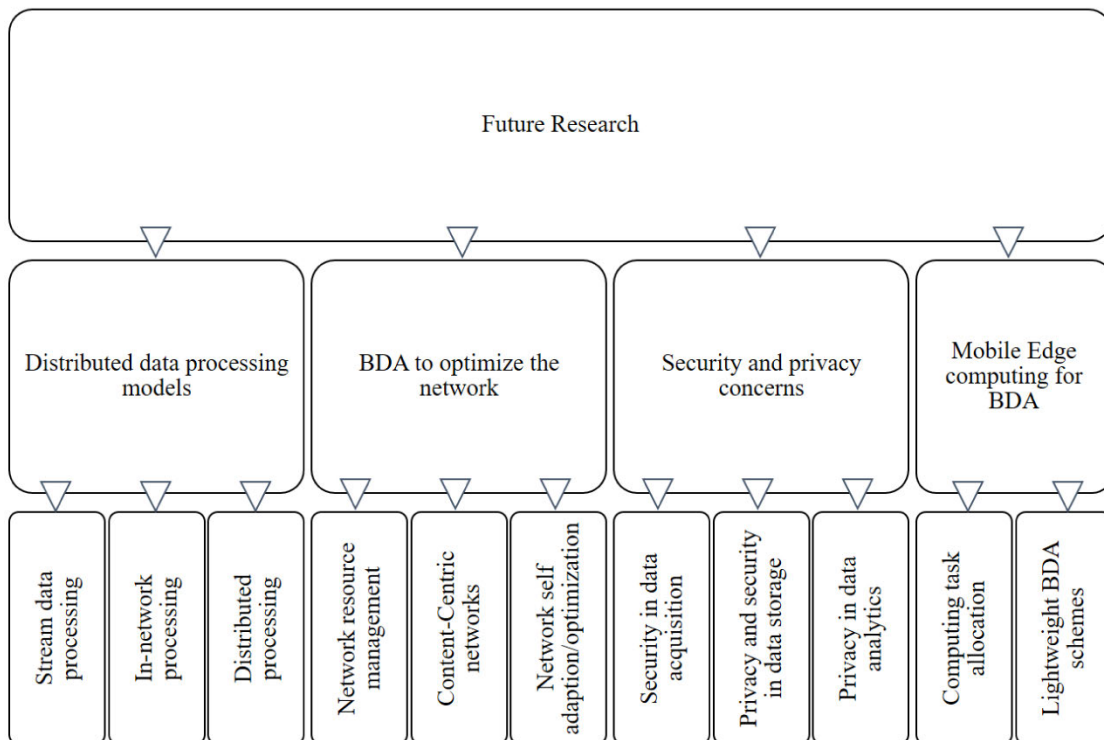 Future Research
Distributed data processing
models
BDA to optimize the
network
Security and privacy
concerns
Mobile Edge
computing for
BDA
Stream data
processing
In-network
processing
Distributed
processing
Network resource
management
Content-Centric
networks
Network self
adaption/optimization
Security in data
acquisition
Privacy and security
in data storage
Privacy in data
analytics
Computing task
allocation
Lightweight BDA
schemes